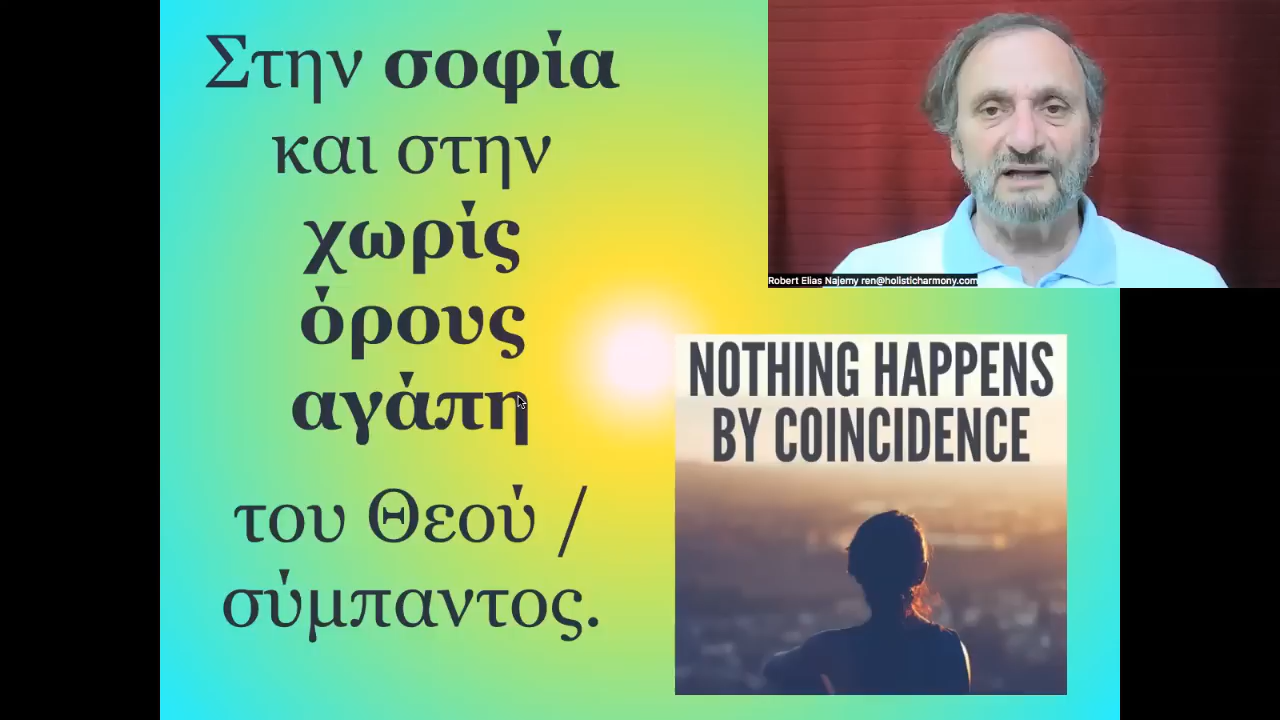 Στην σοφία
και στην
χωρίς
όρους
αγάπη
του Θεού /
σύμπαντος.
Robert Elias Najemy ren@holisticharmony.com
NOTHING HAPPENS
BY COINCIDENCE